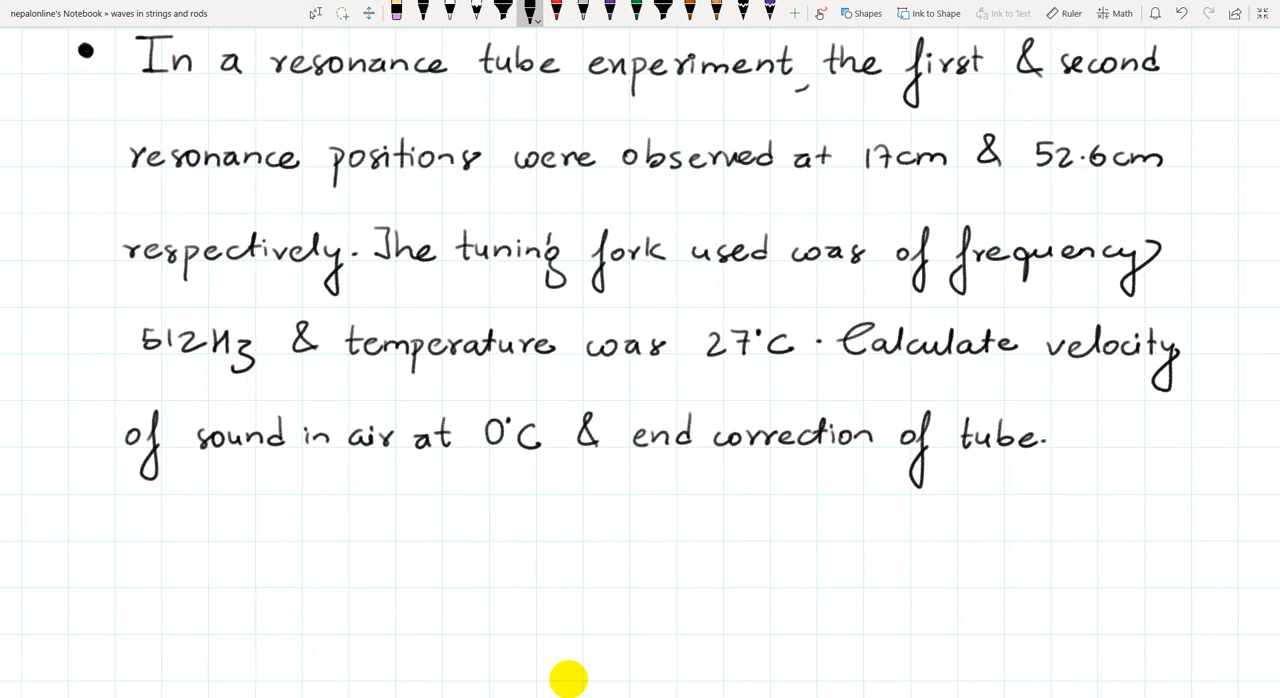 nepalonline's Notebook » waves in strings and rods
Shapes Ink to Shape Ink to Text Ruler Math
• In a resonance tube experiment, the first & second
resonance positions were observed at 17cm & 52.6cm
respectively. The tuning fork used was of frequency
512Hz & temperature was 27°C. Calculate velocity
of sound in air at 0°C & end correction of tube.